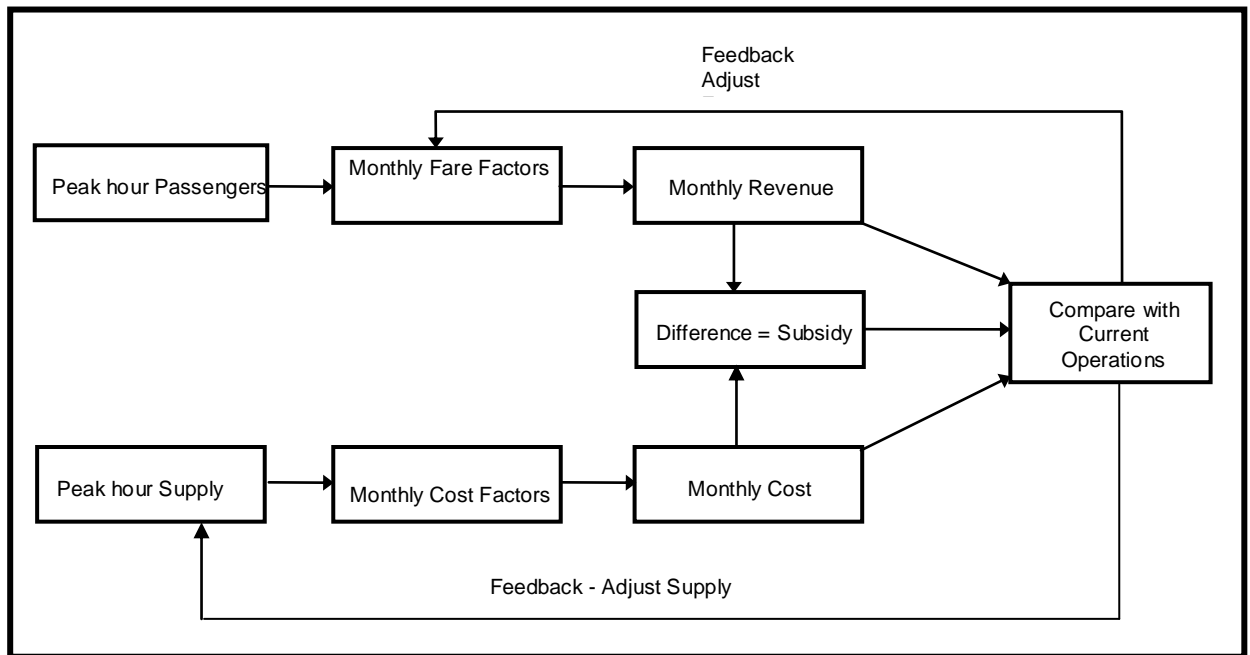 Feedback
Adjust
Peak hour Passengers
Monthly Fare Factors
Monthly Revenue
Difference = Subsidy
Compare with
Current
Operations
Peak hour Supply
Monthly Cost Factors
Monthly Cost
Feedback - Adjust Supply